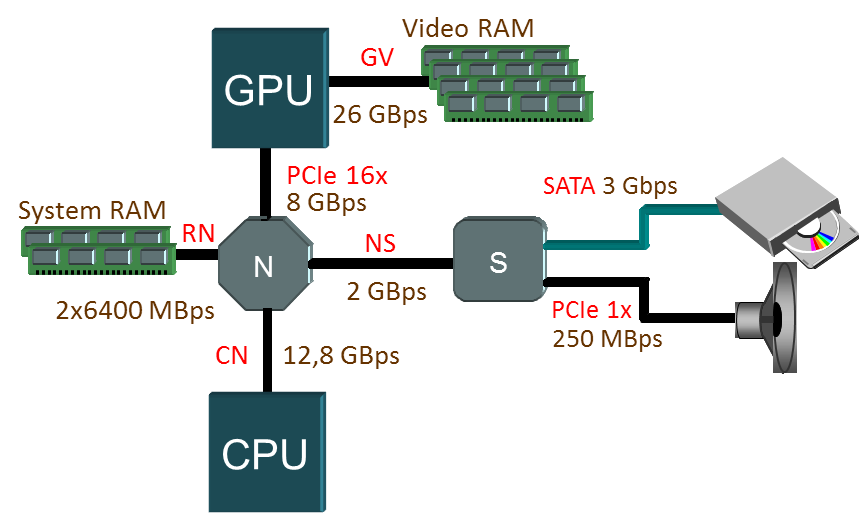 Video RAM
GV
GPU
26 GBps
PCIe 16x
8 GBps
SATA 3 Gbps
System RAM
RN
NS
N
S
2 GBps
2x6400 MBps
PCIe 1x
250 MBps
CN
12,8 GBps
CPU